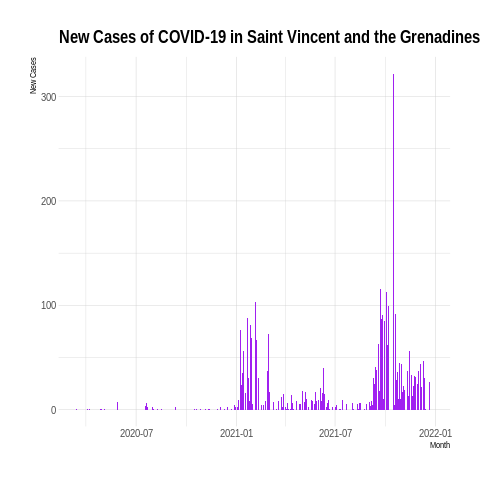 New Cases of COVID-19 in Saint Vincent and the Grenadines
New Cases
300
200
100
0
2020-07 2021-01 2021-07 2022-01
Month